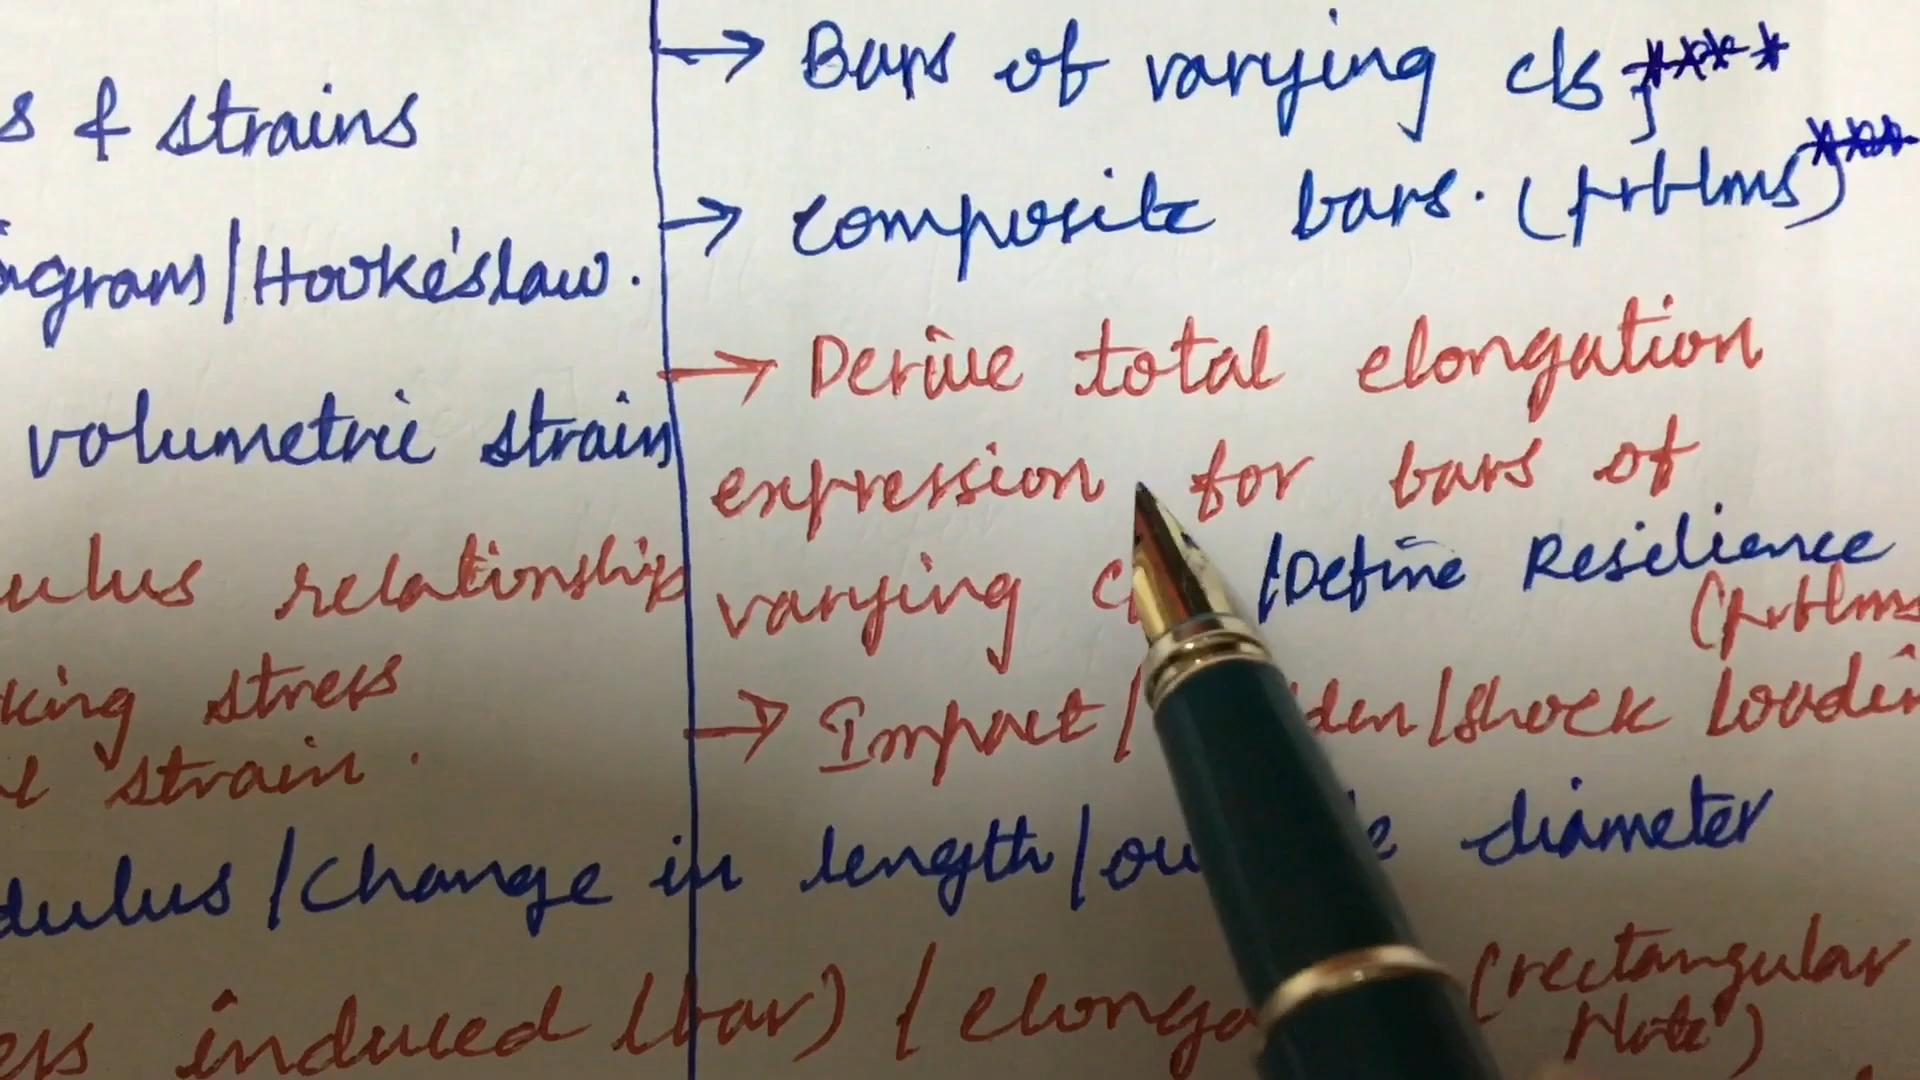 → Bars of varying c/s ****
s & strains
→ composite bars. (prblms) ***
agram/Hooke's law.
→ Derive total elongation
volumetric strain
expression for bars of
varying /Define Resilience
ulus relationship
(prblms
king stress
→ Impact/ den/shock loadin
l strain.
dulus/Change in length/ou e diameter
ess induced (bar) / elonga (rectangular
Plate)